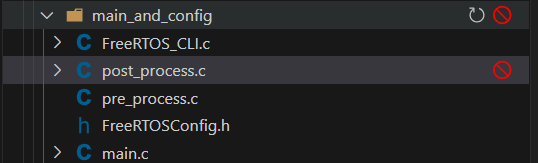 main_and_config
C FreeRTOS_CLI.c
C post_process.c
C pre_process.c
h FreeRTOSConfig.h
C main.c